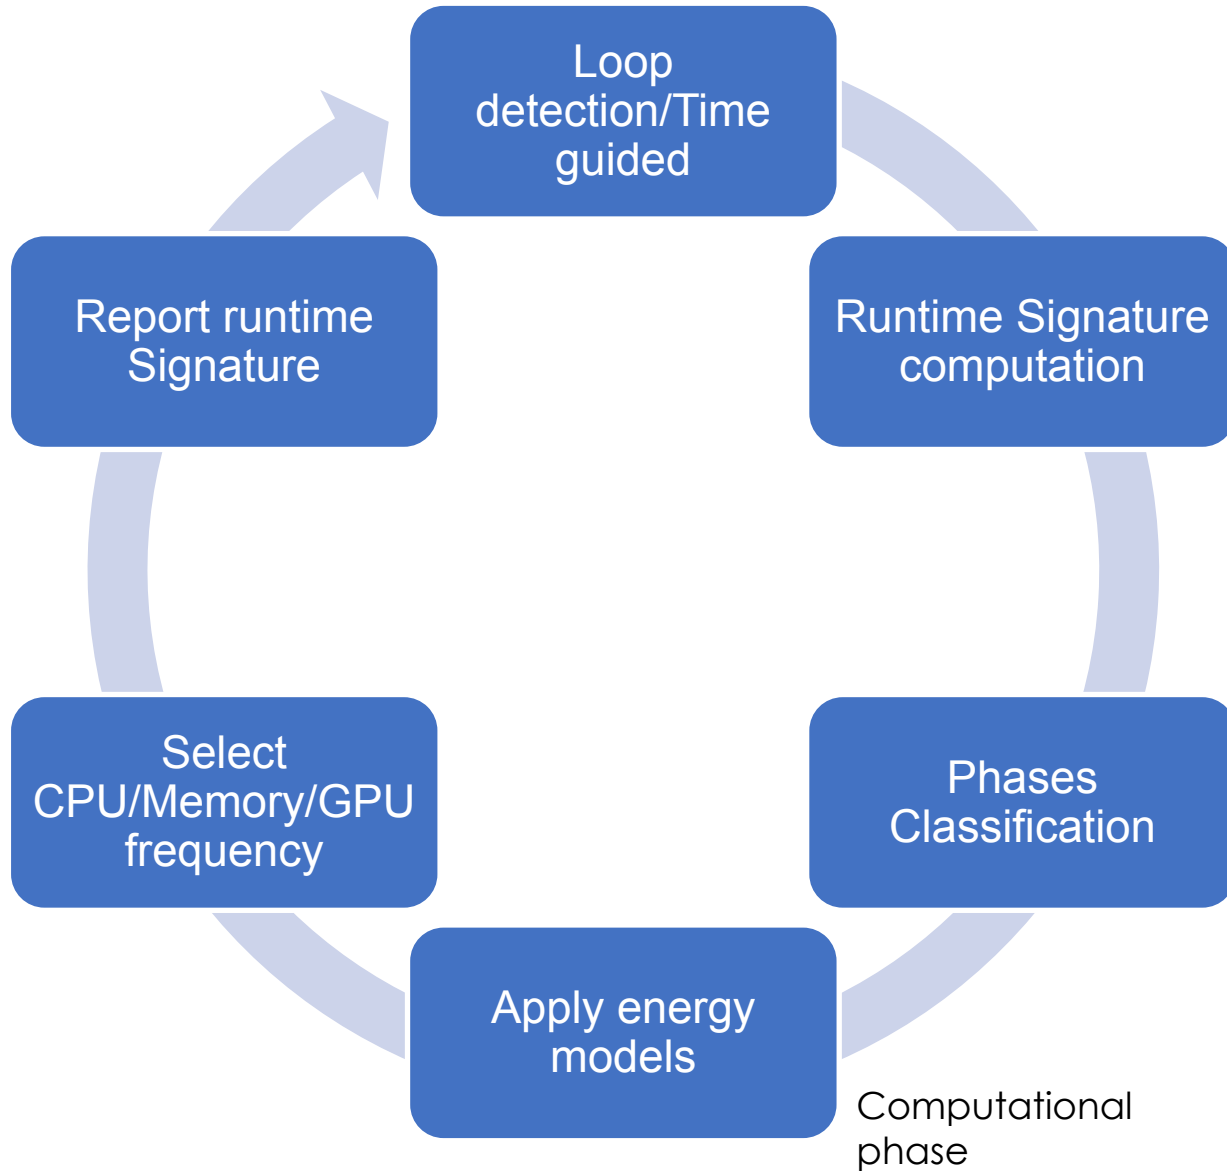 Loop
detection/Time
guided
Runtime Signature
computation
Phases
Classification
Apply energy
models
Computational
phase
Select
CPU/Memory/GPU
frequency
Report runtime
Signature